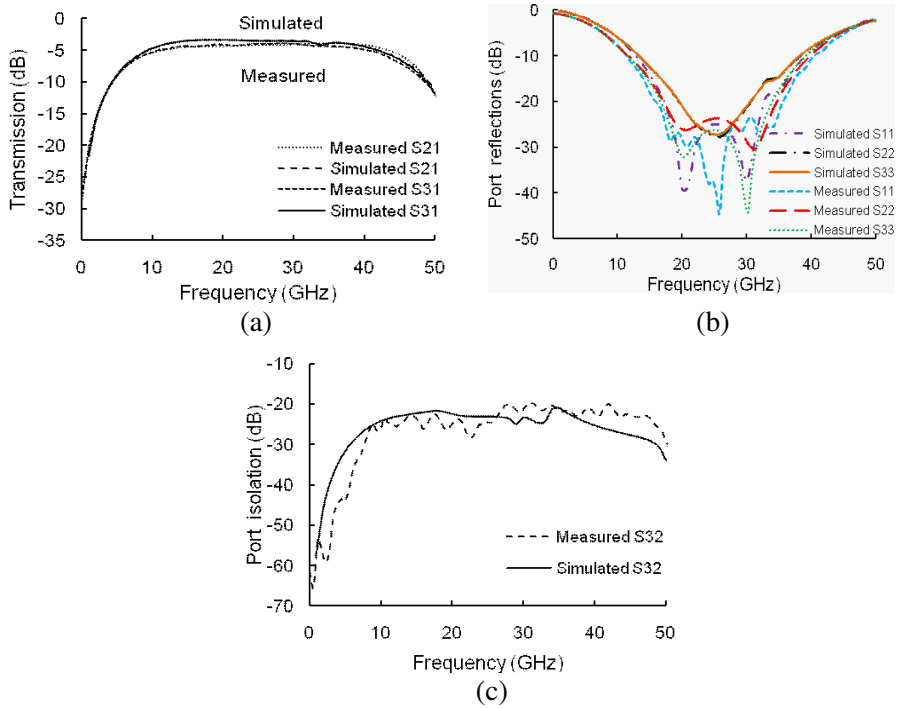 Simulated
Measured
Measured S21
Simulated S21
Measured S31
Simulated S31
Transmission (dB)
0
-5
-10
-15
-20
-25
-30
-35
0 10 20 30 40 50
Frequency (GHz)
(a)
Port reflections (dB)
0
-10
-20
-30
-40
-50
Simulated S11
Simulated S22
Simulated S33
Measured S11
Measured S22
Measured S33
0 10 20 30 40 50
Frequency (GHz)
(b)
Port isolation (dB)
-10
-20
-30
-40
-50
-60
-70
Measured S32
Simulated S32
0 10 20 30 40 50
Frequency (GHz)
(c)